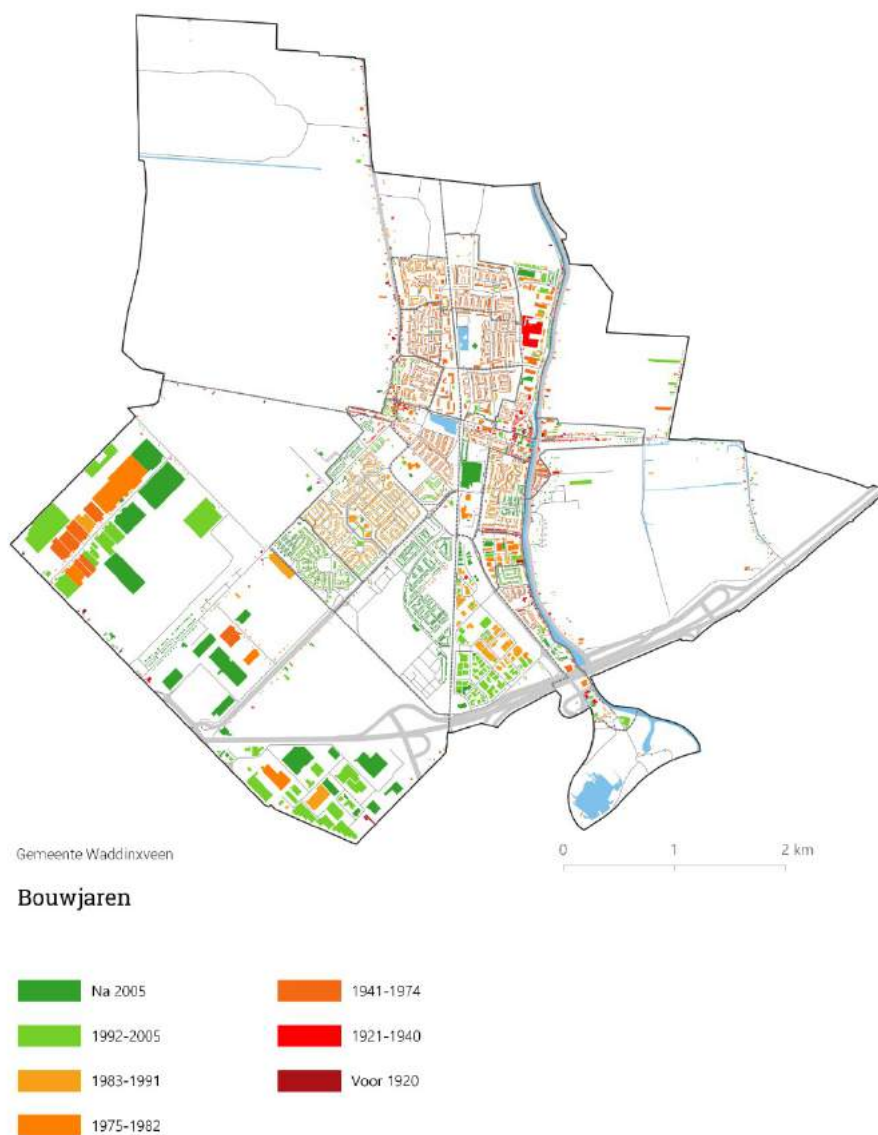 Gemeente Waddinxveen
0 1 2 km
Bouwjaren
Na 2005
1992-2005
1983-1991
1975-1982
1941-1974
1921-1940
Voor 1920